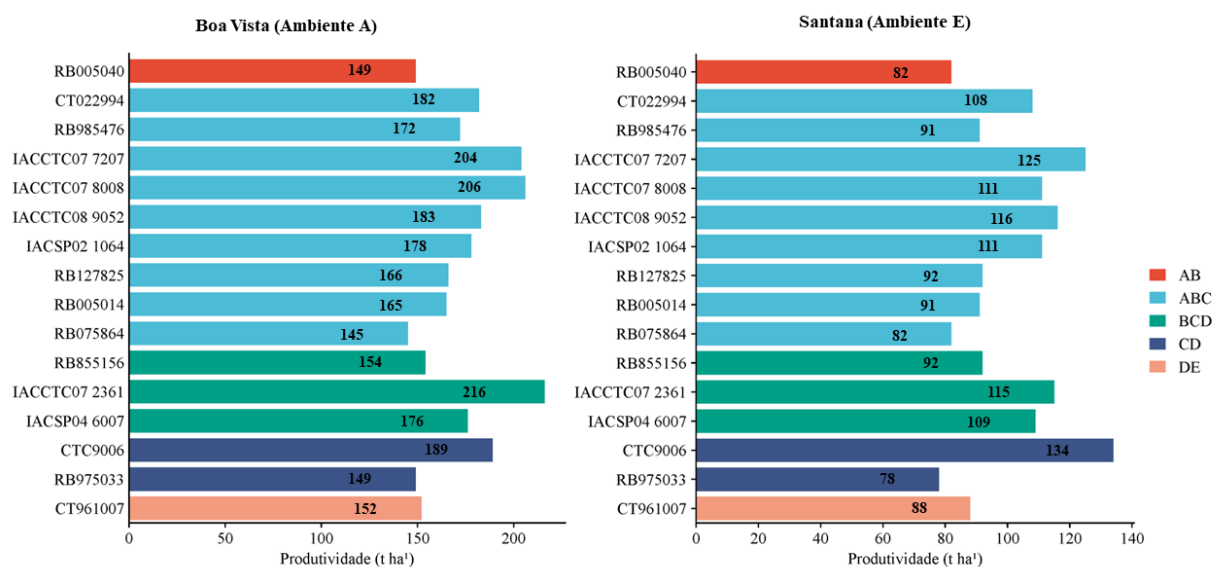 Boa Vista (Ambiente A)
RB005040 149
CT022994 182
RB985476 172
IACCTC07 7207 204
IACCTC07 8008 206
IACCTC08 9052 183
IACSP02 1064 178
RB127825 166
RB005014 165
RB075864 145
RB855156 154
IACCTC07 2361 216
IACSP04 6007 176
CTC9006 189
RB975033 149
CT961007 152
0 50 100 150 200
Produtividade (t ha¹)
Santana (Ambiente E)
RB005040 82
CT022994 108
RB985476 91
IACCTC07 7207 125
IACCTC07 8008 111
IACCTC08 9052 116
IACSP02 1064 111
RB127825 92
RB005014 91
RB075864 82
RB855156 92
IACCTC07 2361 115
IACSP04 6007 109
CTC9006 134
RB975033 78
CT961007 88
0 20 40 60 80 100 120 140
Produtividade (t ha¹)
AB
ABC
BCD
CD
DE